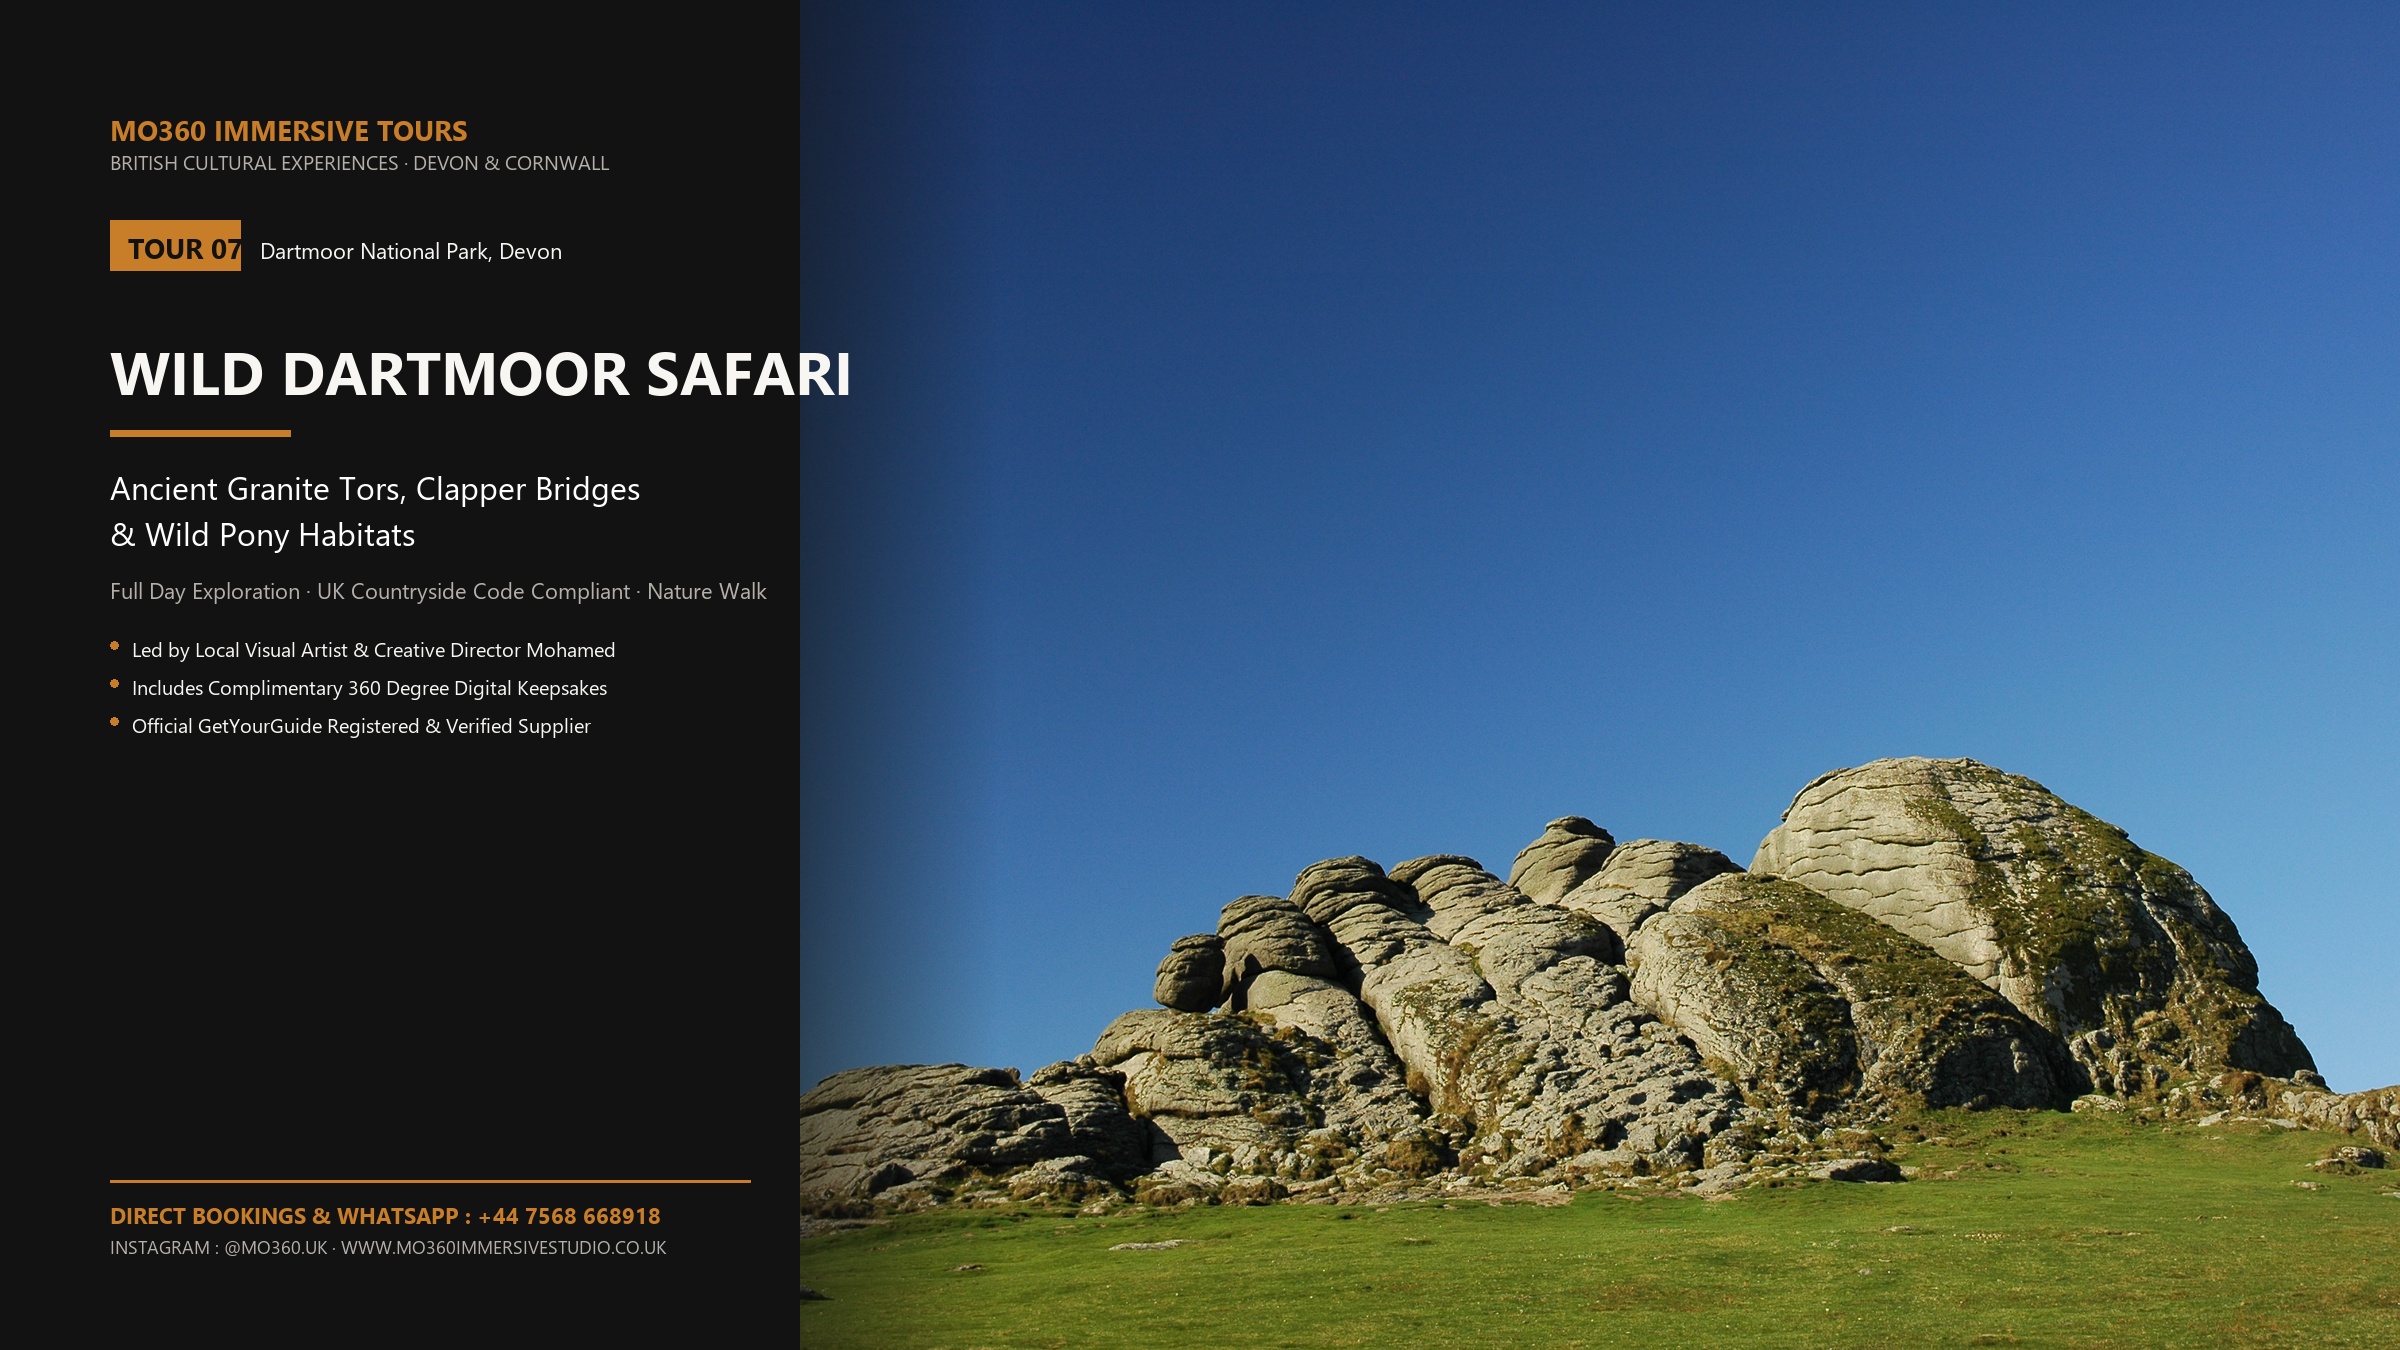 MO360 IMMERSIVE TOURS
BRITISH CULTURAL EXPERIENCES · DEVON & CORNWALL
TOUR 07
Dartmoor National Park, Devon
WILD DARTMOOR SAFARI
Ancient Granite Tors, Clapper Bridges
& Wild Pony Habitats
Full Day Exploration · UK Countryside Code Compliant · Nature Walk
Led by Local Visual Artist & Creative Director Mohamed
Includes Complimentary 360 Degree Digital Keepsakes
Official GetYourGuide Registered & Verified Supplier
DIRECT BOOKINGS & WHATSAPP : +44 7568 668918
INSTAGRAM : @MO360.UK · WWW.MO360IMMERSIVESTUDIO.CO.UK